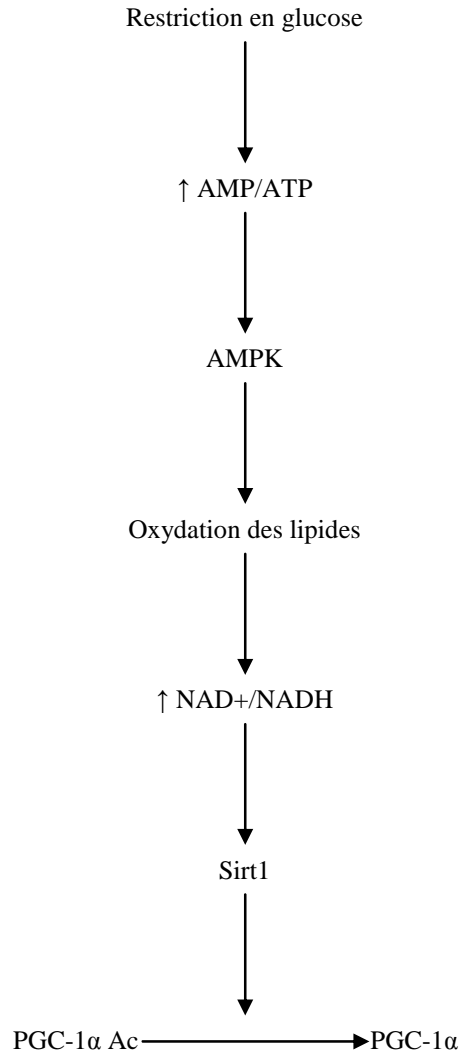 Restriction en glucose
↑ AMP/ATP
AMPK
Oxydation des lipides
↑ NAD+/NADH
Sirt1
PGC-1α Ac PGC-1α